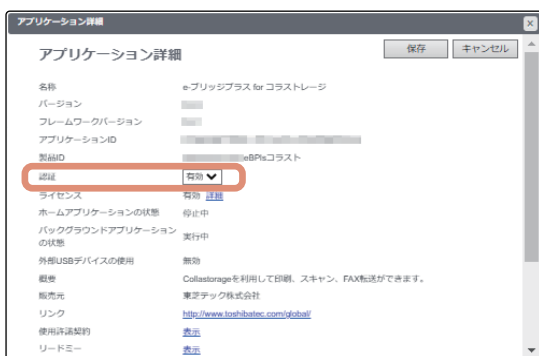 アプリケーション詳細
アプリケーション詳細
保存 キャンセル
名称 e-ブリッジプラス for コラストレージ
バージョン
フレームワークバージョン
アプリケーションID
製品ID eBPlsコラスト
認証 有効
ライセンス 有効 詳細
ホームアプリケーションの状態 停止中
バックグラウンドアプリケーション
の状態 実行中
外部USBデバイスの使用 無効
概要 Collastorageを利用して印刷、スキャン、FAX転送ができます。
販売元 東芝テック株式会社
リンク http://www.toshibatec.com/global/
使用許諾契約 表示
リードミー 表示